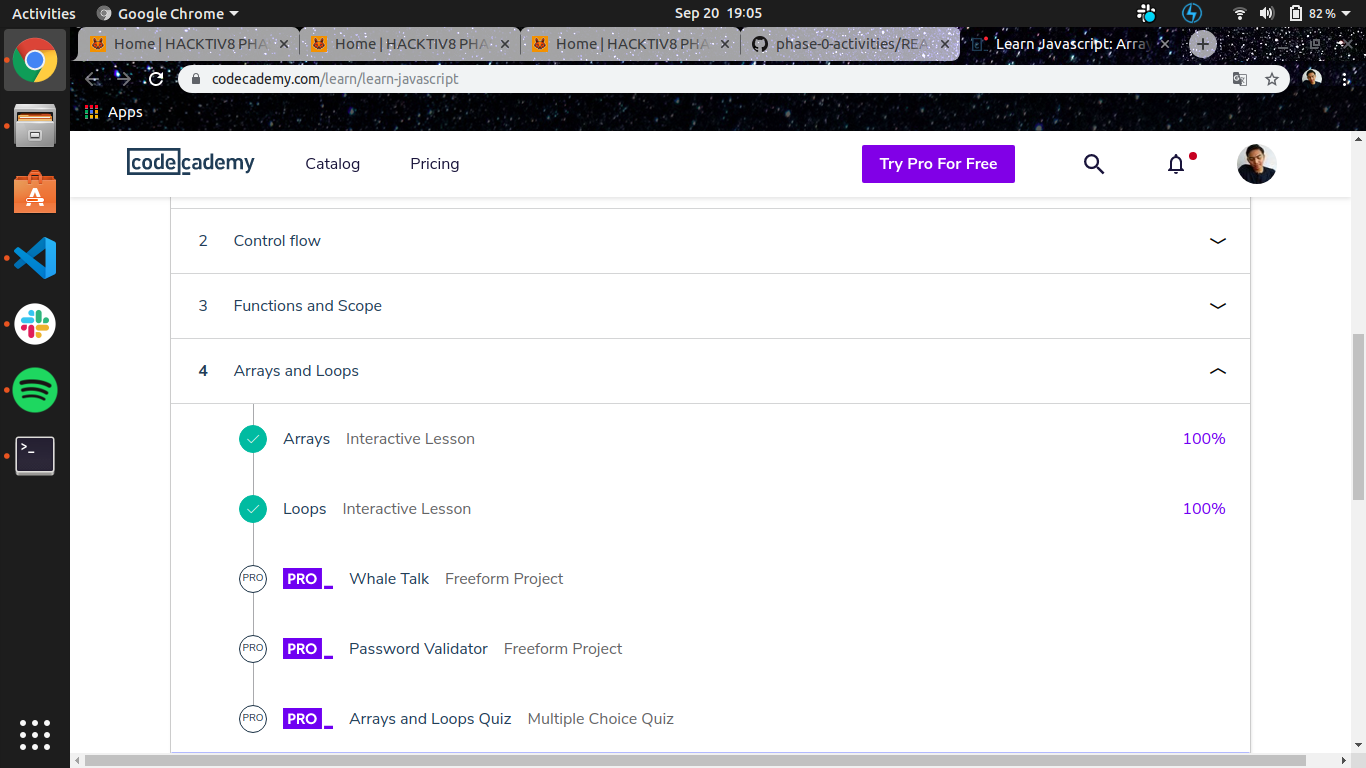 Activities Google Chrome Sep 20 19:05 82 %
Home | HACKTIV8 PHA Home | HACKTIV8 PHA Home | HACKTIV8 PHA phase-0-activities/REA Learn Javascript: Arra
codecademy.com/learn/learn-javascript
Apps
codecademy Catalog Pricing Try Pro For Free
2 Control flow
3 Functions and Scope
4 Arrays and Loops
Arrays Interactive Lesson 100%
Loops Interactive Lesson 100%
PRO PRO_ Whale Talk Freeform Project
PRO PRO_ Password Validator Freeform Project
PRO PRO_ Arrays and Loops Quiz Multiple Choice Quiz